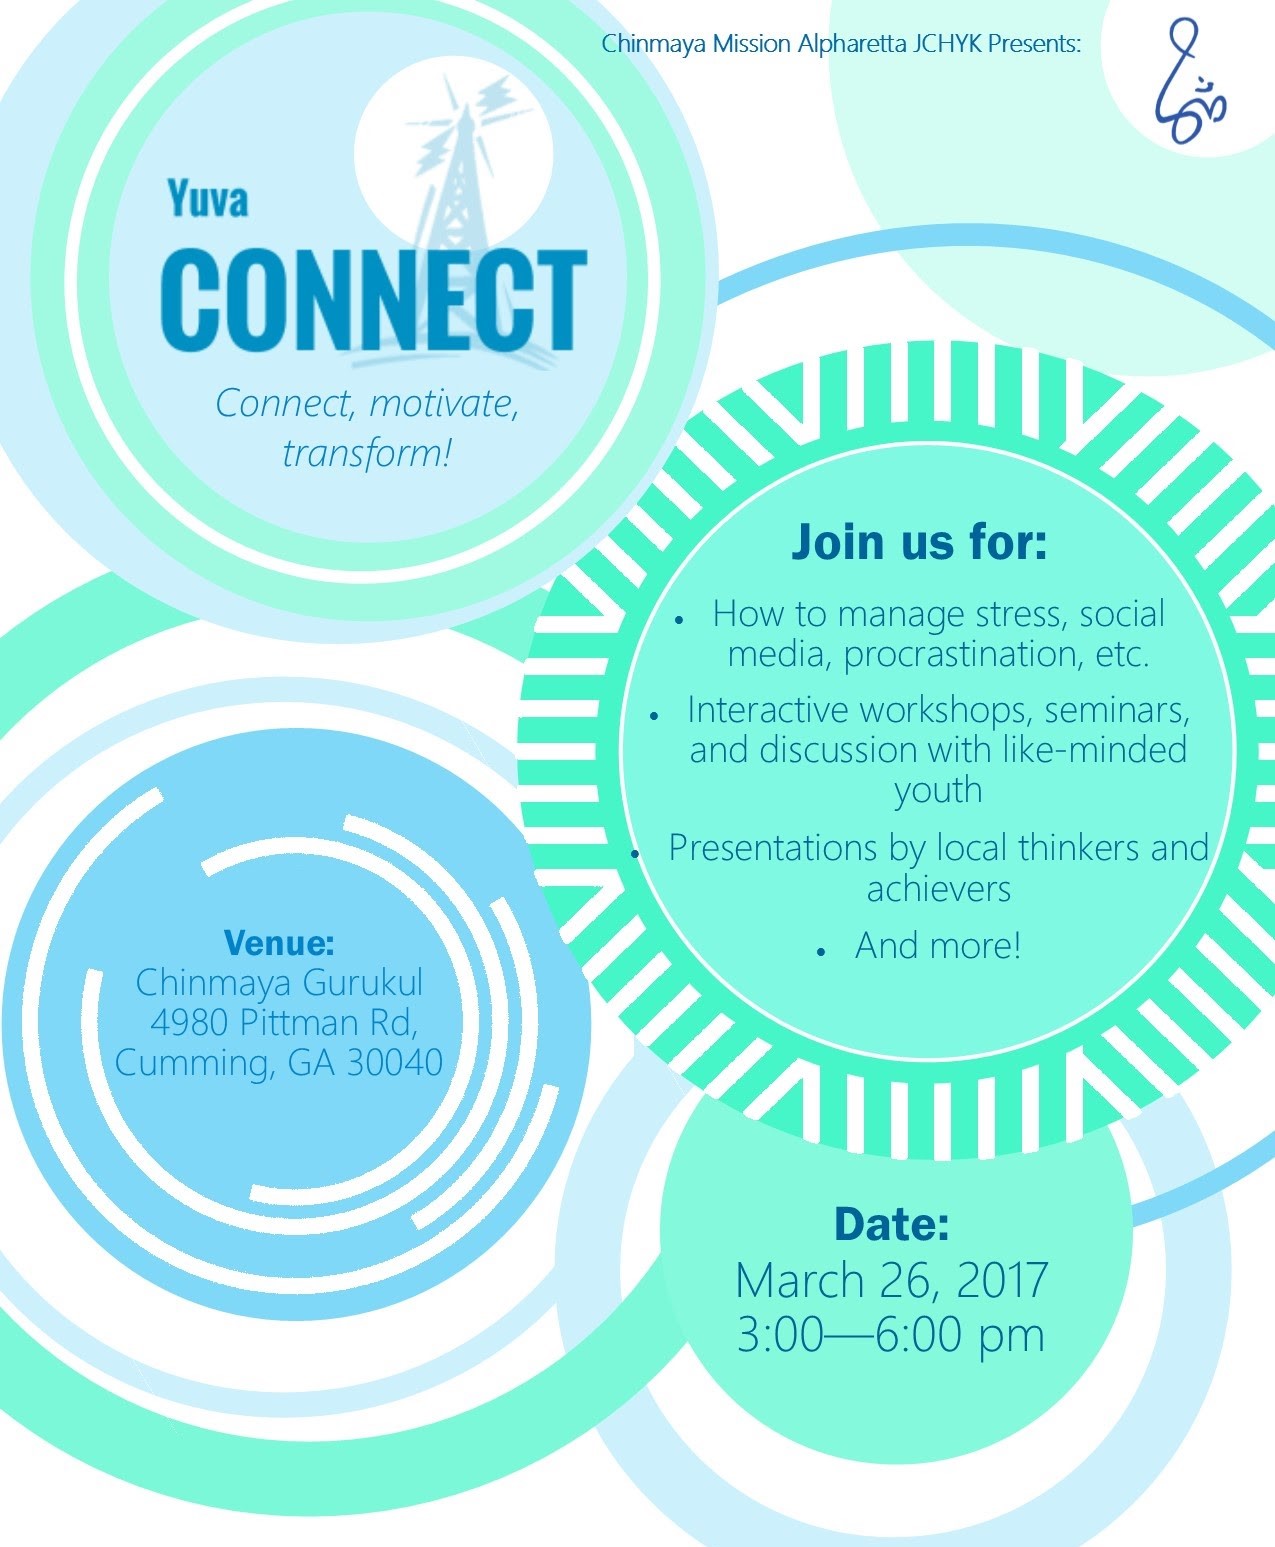 Chinmaya Mission Alpharetta JCHYK Presents:
Yuva
CONNECT
Connect, motivate,
transform!
Join us for:
• How to manage stress, social
media, procrastination, etc.
• Interactive workshops, seminars,
and discussion with like-minded
youth
• Presentations by local thinkers and
achievers
• And more!
Venue:
Chinmaya Gurukul
4980 Pittman Rd,
Cumming, GA 30040
Date:
March 26, 2017
3:00—6:00 pm